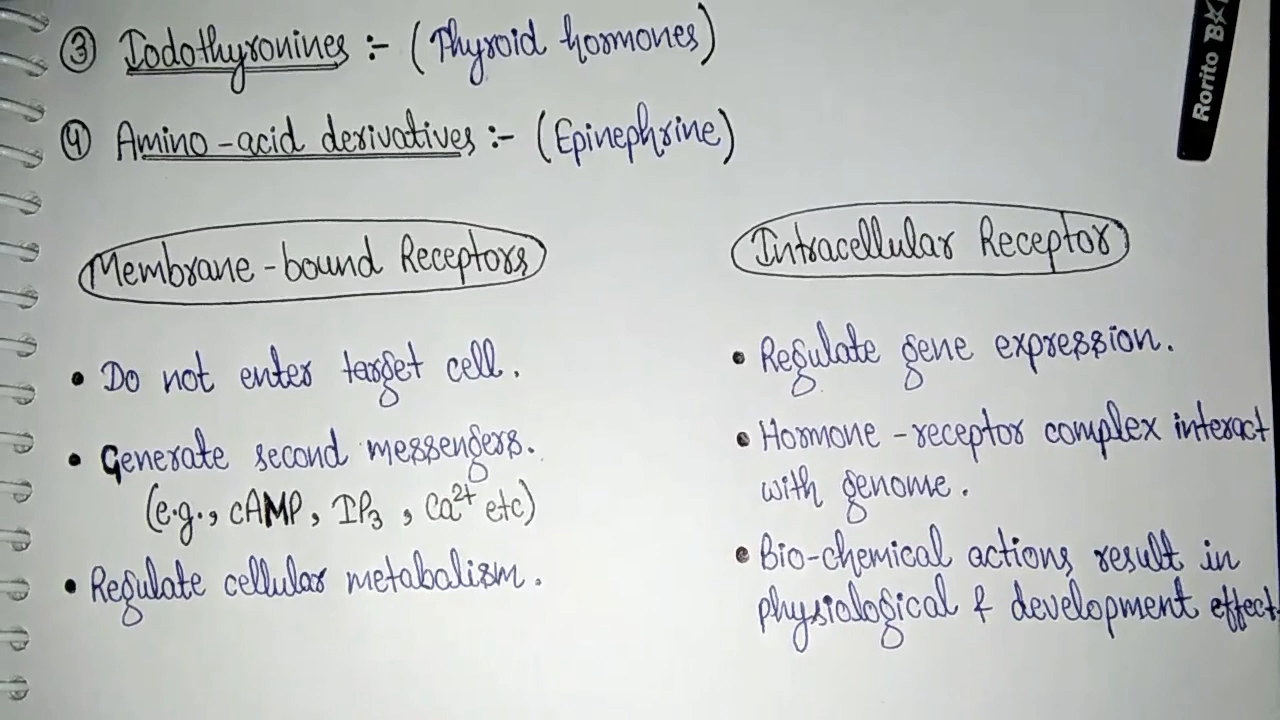 ③ Iodothyronines :- (Thyroid hormones)
④ Amino-acid derivatives :- (Epinephrine)
Membrane-bound Receptors
• Do not enter target cell.
• Generate second messengers.
(e.g., cAMP, IP₃, Ca²⁺ etc)
• Regulate cellular metabalism.
Intracellular Receptor
• Regulate gene expression.
• Hormone-receptor complex interact
with genome.
• Bio-chemical actions result in
physiological & development effect.
Rorito